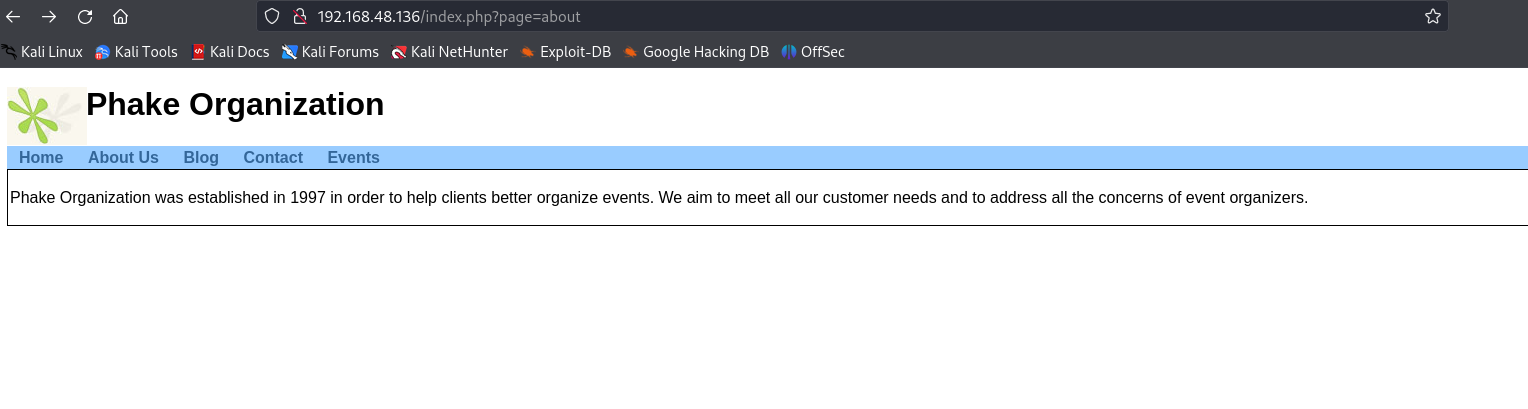 192.168.48.136/index.php?page=about
Kali Linux Kali Tools Kali Docs Kali Forums Kali NetHunter Exploit-DB Google Hacking DB OffSec
Phake Organization
Home About Us Blog Contact Events
Phake Organization was established in 1997 in order to help clients better organize events. We aim to meet all our customer needs and to address all the concerns of event organizers.